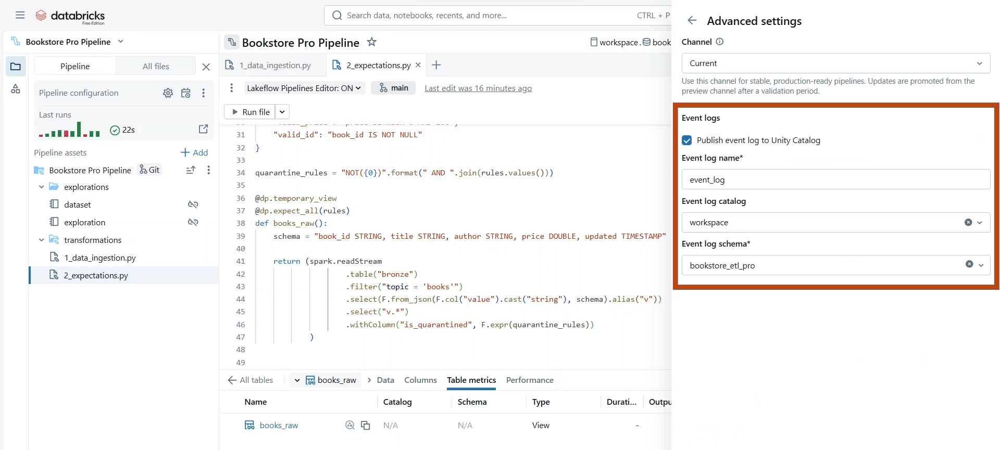 databricks
Free Edition
Search data, notebooks, recents, and more...
CTRL + P
Bookstore Pro Pipeline
Pipeline
All files
Pipeline configuration
Last runs
22s
Pipeline assets
Add
Bookstore Pro Pipeline
Git
explorations
dataset
exploration
transformations
1_data_ingestion.py
2_expectations.py
Bookstore Pro Pipeline
workspace.
book
1_data_ingestion.py
2_expectations.py
Lakeflow Pipelines Editor: ON
main
Last edit was 16 minutes ago
Run file
31 "valid_id": "book_id IS NOT NULL"
32 }
33
34 quarantine_rules = "NOT({0})".format(" AND ".join(rules.values()))
35
36 @dp.temporary_view
37 @dp.expect_all(rules)
38 def books_raw():
39 schema = "book_id STRING, title STRING, author STRING, price DOUBLE, updated TIMESTAMP"
40
41 return (spark.readStream
42 .table("bronze")
43 .filter("topic = 'books'")
44 .select(F.from_json(F.col("value").cast("string"), schema).alias("v"))
45 .select("v.*")
46 .withColumn("is_quarantined", F.expr(quarantine_rules))
47 )
48
49
All tables
books_raw
Data
Columns
Table metrics
Performance
Name Catalog Schema Type Durati... Outpu
books_raw N/A N/A View -
Advanced settings
Channel
Current
Use this channel for stable, production-ready pipelines. Updates are promoted from the
preview channel after a validation period.
Event logs
Publish event log to Unity Catalog
Event log name*
event_log
Event log catalog
workspace
Event log schema*
bookstore_etl_pro